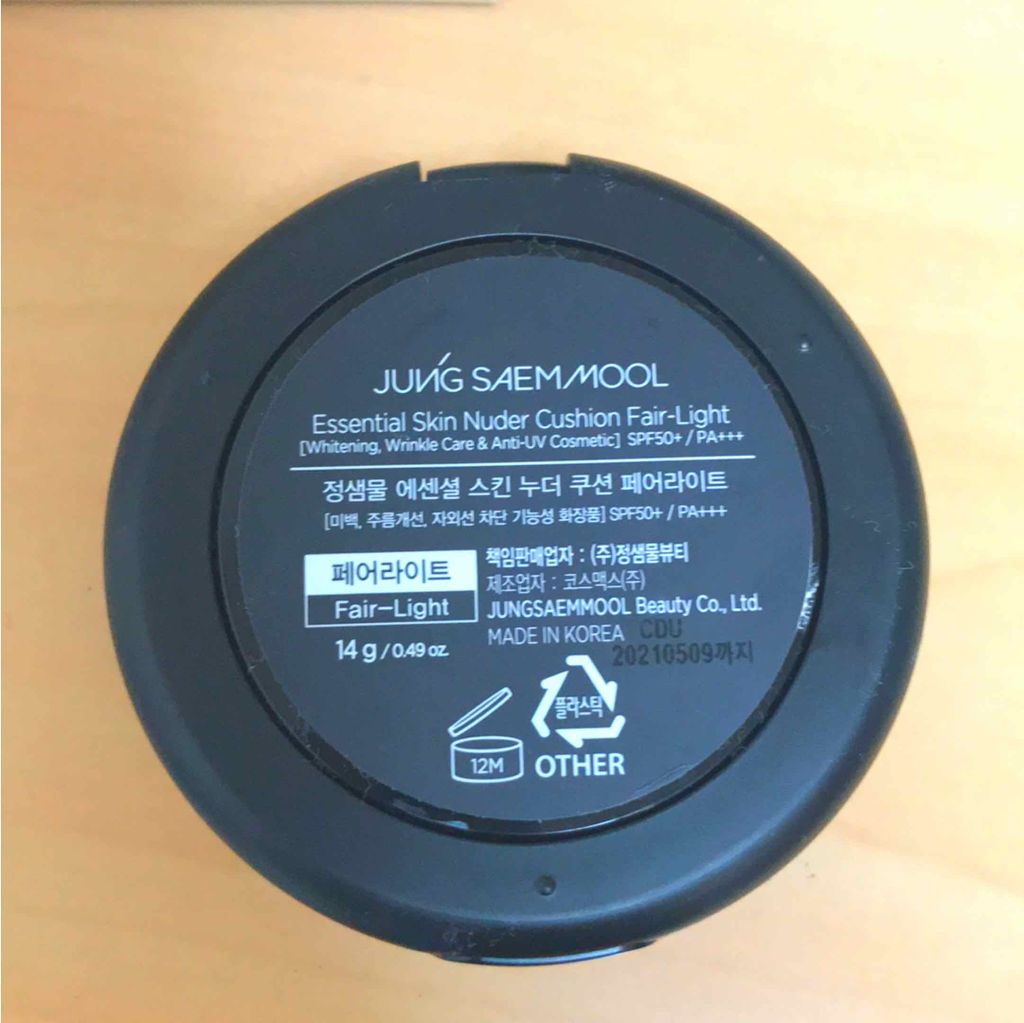 JUNG SAEM MOOL
Essential Skin Nuder Cushion Fair-Light
[Whitening, Wrinkle Care & Anti-UV Cosmetic] SPF50+ / PA+++
정샘물 에센셜 스킨 누더 쿠션 페어라이트
[미백, 주름개선, 자외선 차단 기능성 화장품] SPF50+ / PA+++
페어라이트
Fair-Light
14 g / 0.49 oz.
책임판매업자 : (주)정샘물뷰티
제조업자 : 코스맥스(주)
JUNGSAEMMOOL Beauty Co., Ltd.
MADE IN KOREA CDU
20210509까지
플라스틱
12M
OTHER